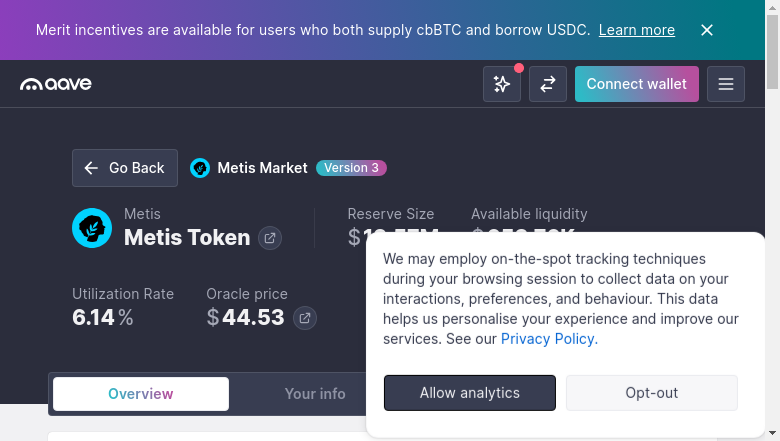 Merit incentives are available for users who both supply cbBTC and borrow USDC. Learn more
aave
Connect wallet
Go Back
Metis Market
Version 3
Metis
Metis Token
Reserve Size
Available liquidity
Utilization Rate
6.14 %
Oracle price
$ 44.53
We may employ on-the-spot tracking techniques
during your browsing session to collect data on your
interactions, preferences, and behaviour. This data
helps us personalise your experience and improve our
services. See our Privacy Policy.
Allow analytics
Opt-out
Overview
Your info